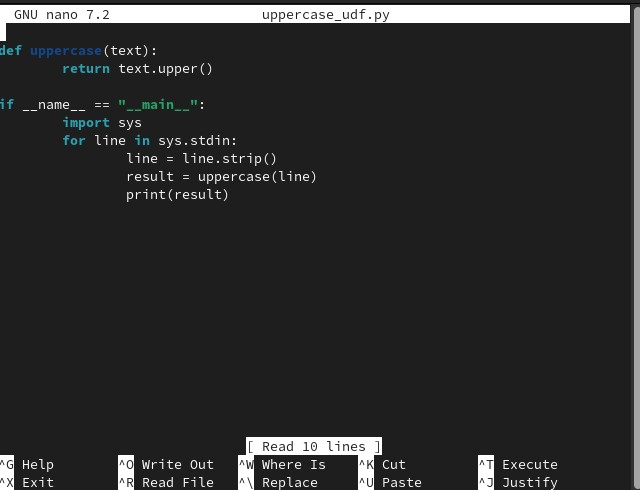 GNU nano 7.2 uppercase_udf.py
def uppercase(text):
        return text.upper()
if __name__ == "__main__":
        import sys
        for line in sys.stdin:
                line = line.strip()
                result = uppercase(line)
                print(result)
[ Read 10 lines ]
^G Help ^O Write Out ^W Where Is ^K Cut ^T Execute
^X Exit ^R Read File ^\ Replace ^U Paste ^J Justify